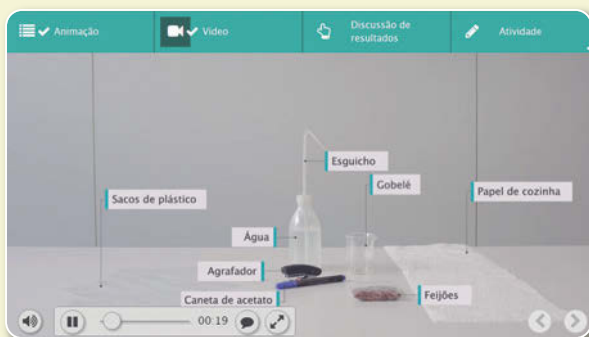 Animação
Vídeo
Discussão de
resultados
Atividade
Esguicho
Gobelé
Papel de cozinha
Sacos de plástico
Água
Agrafador
Caneta de acetato
Feijões
00:19